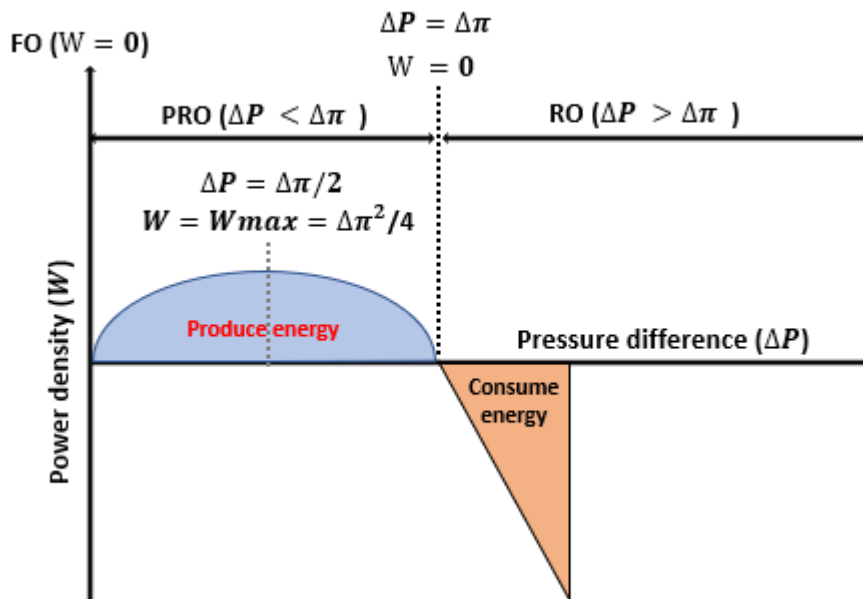 FO (W = 0)
ΔP = Δπ
W = 0
PRO (ΔP < Δπ )
RO (ΔP > Δπ )
ΔP = Δπ/2
W = Wmax = Δπ²/4
Power density (W)
Produce energy
Pressure difference (ΔP)
Consume
energy